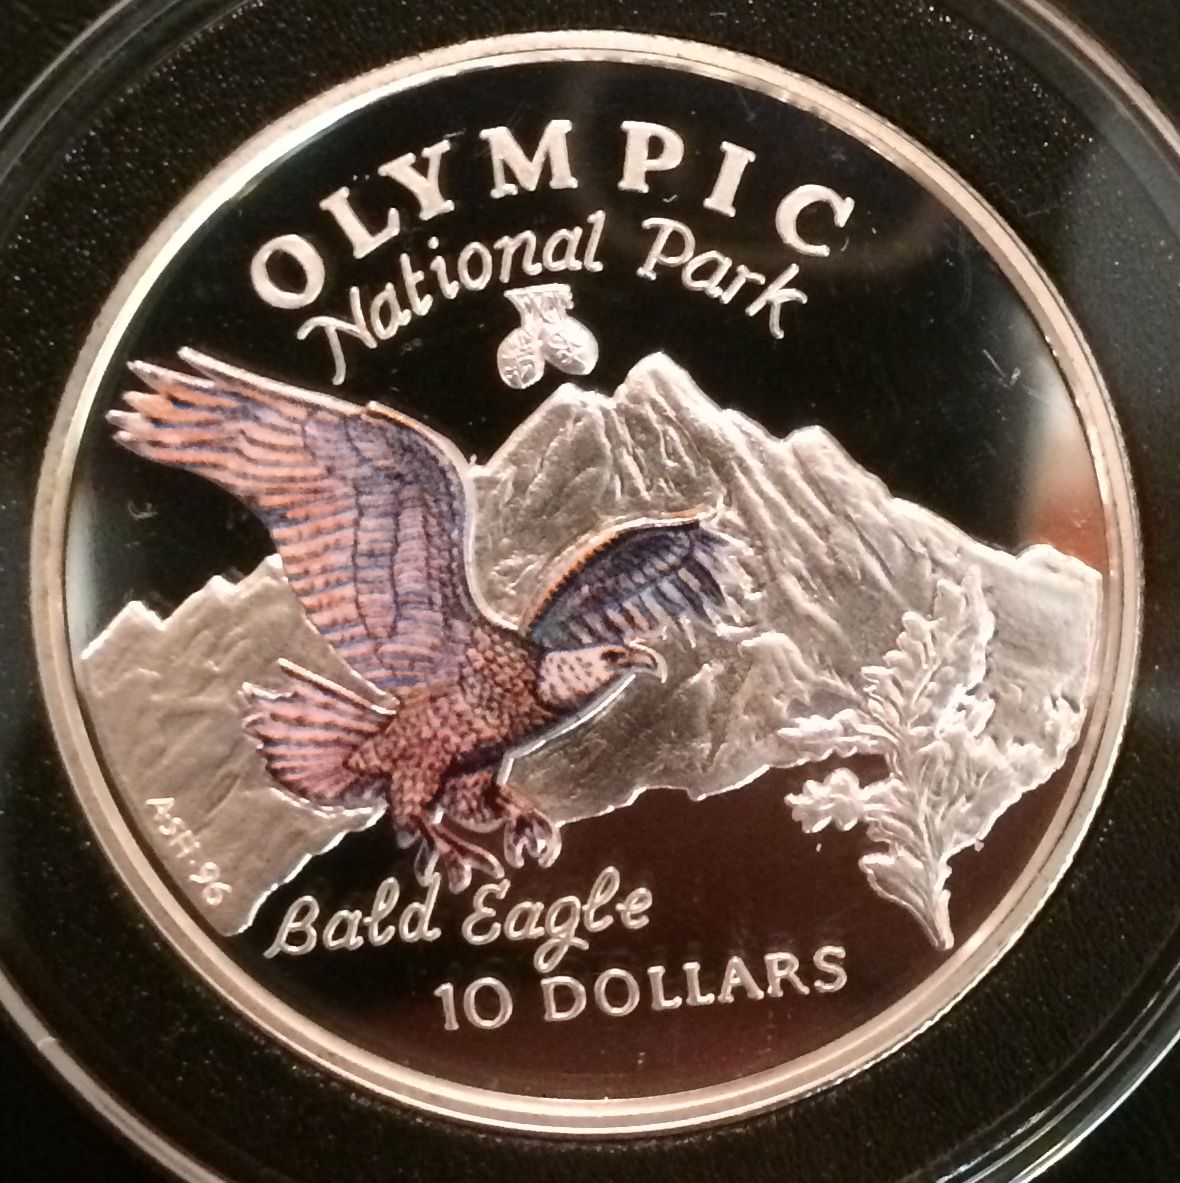 OLYMPIC
National Park
ASH·96
Bald Eagle
10 DOLLARS